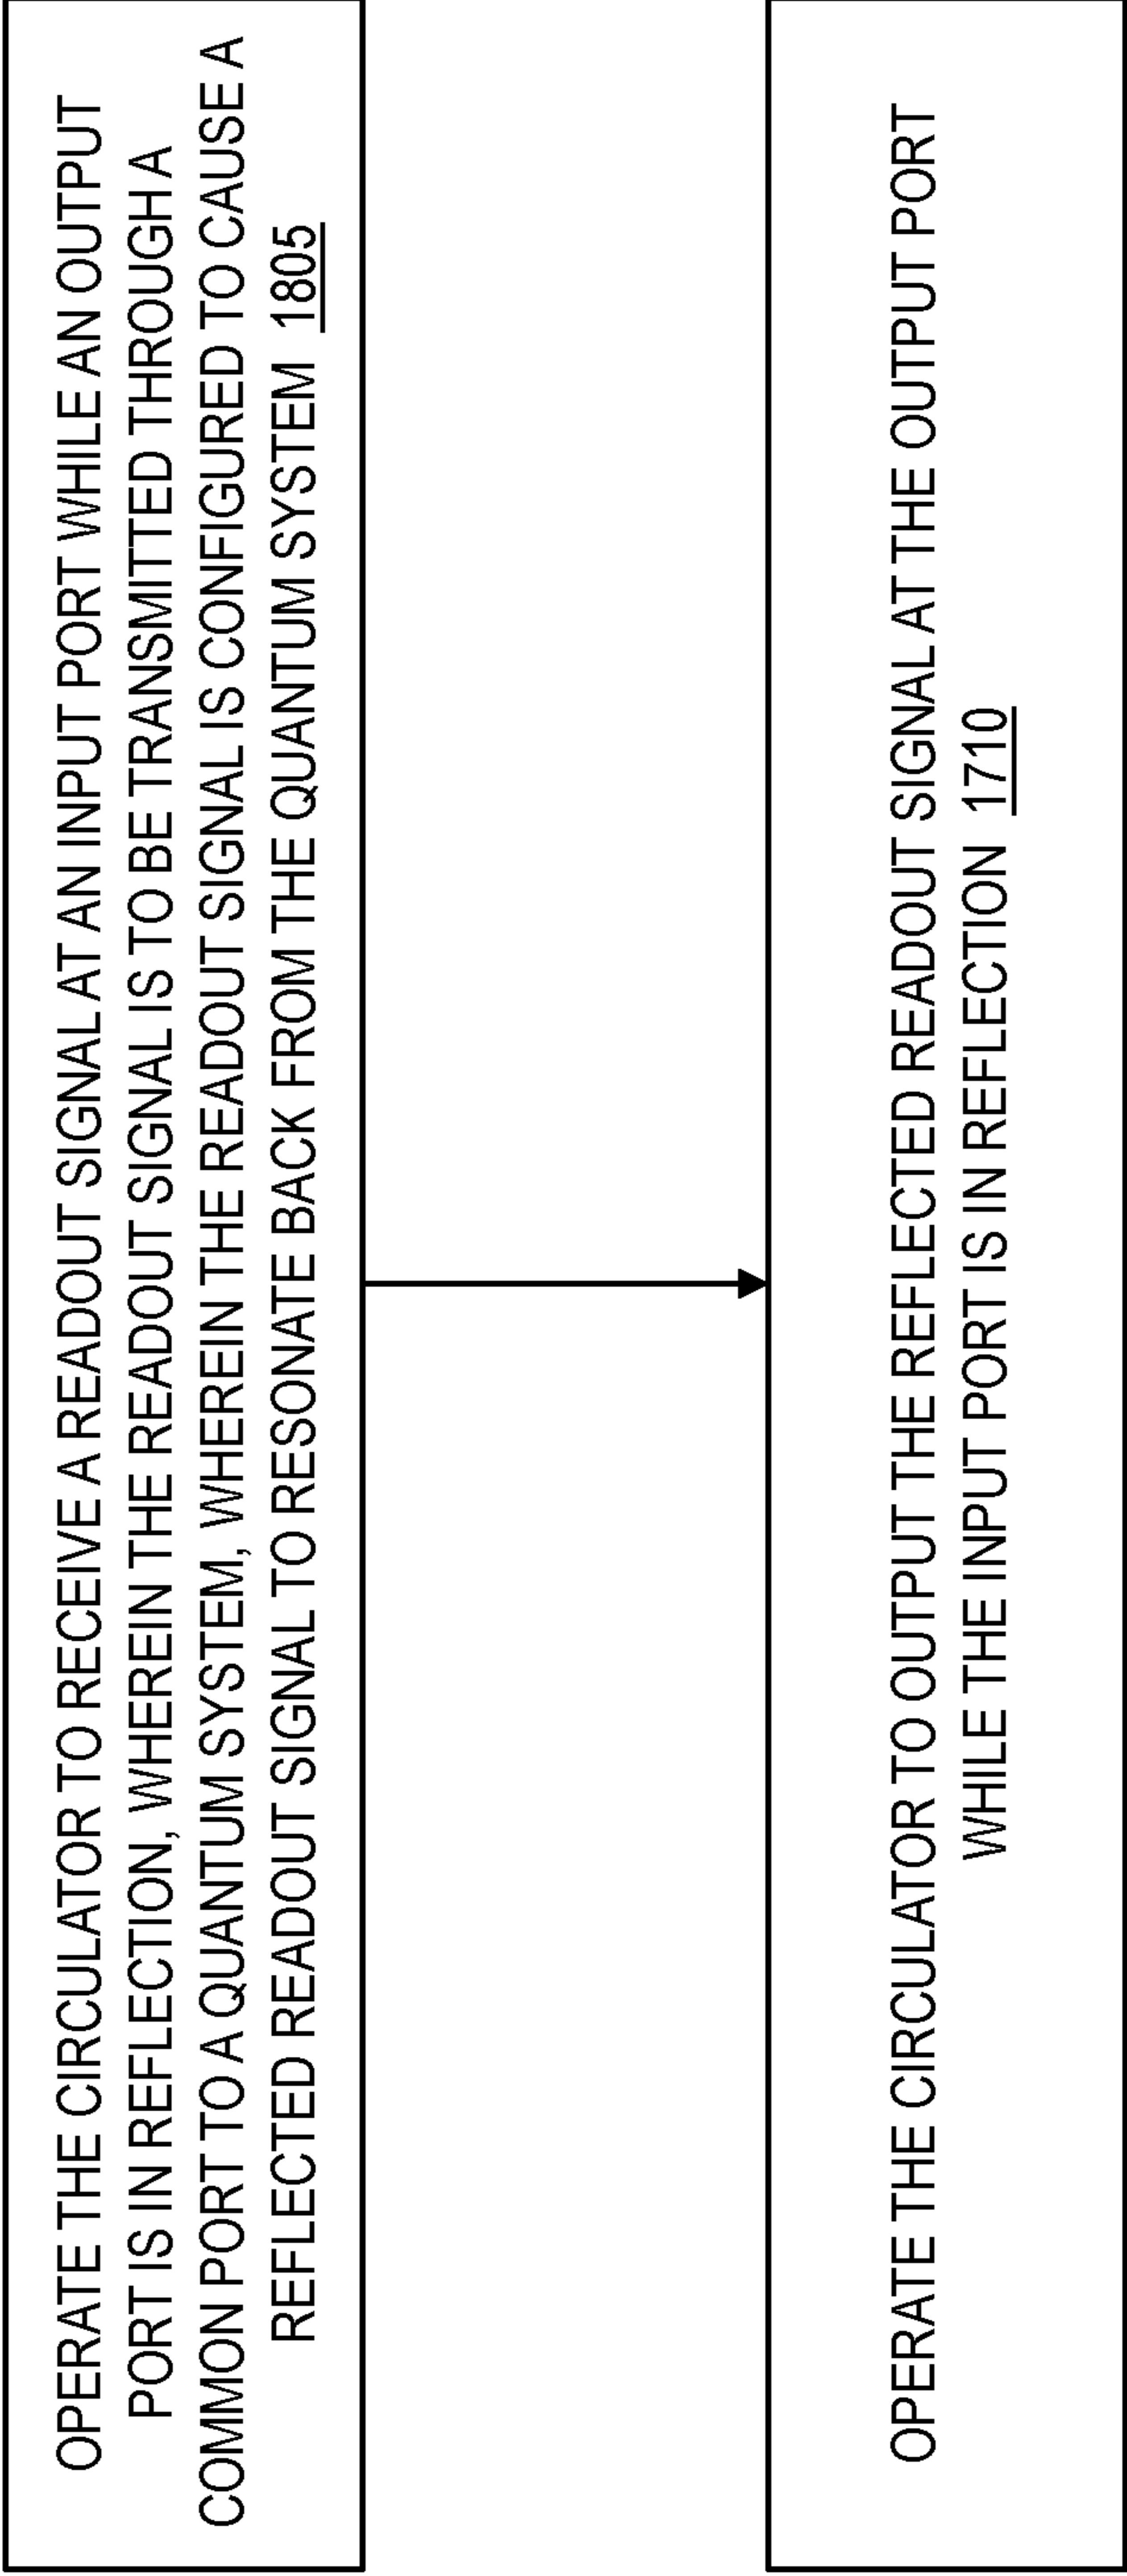 OPERATE THE CIRCULATOR TO RECEIVE A READOUT SIGNAL AT AN INPUT PORT WHILE AN OUTPUT
PORT IS IN REFLECTION, WHEREIN THE READOUT SIGNAL IS TO BE TRANSMITTED THROUGH A
COMMON PORT TO A QUANTUM SYSTEM, WHEREIN THE READOUT SIGNAL IS CONFIGURED TO CAUSE A
REFLECTED READOUT SIGNAL TO RESONATE BACK FROM THE QUANTUM SYSTEM 1805
OPERATE THE CIRCULATOR TO OUTPUT THE REFLECTED READOUT SIGNAL AT THE OUTPUT PORT
WHILE THE INPUT PORT IS IN REFLECTION 1710